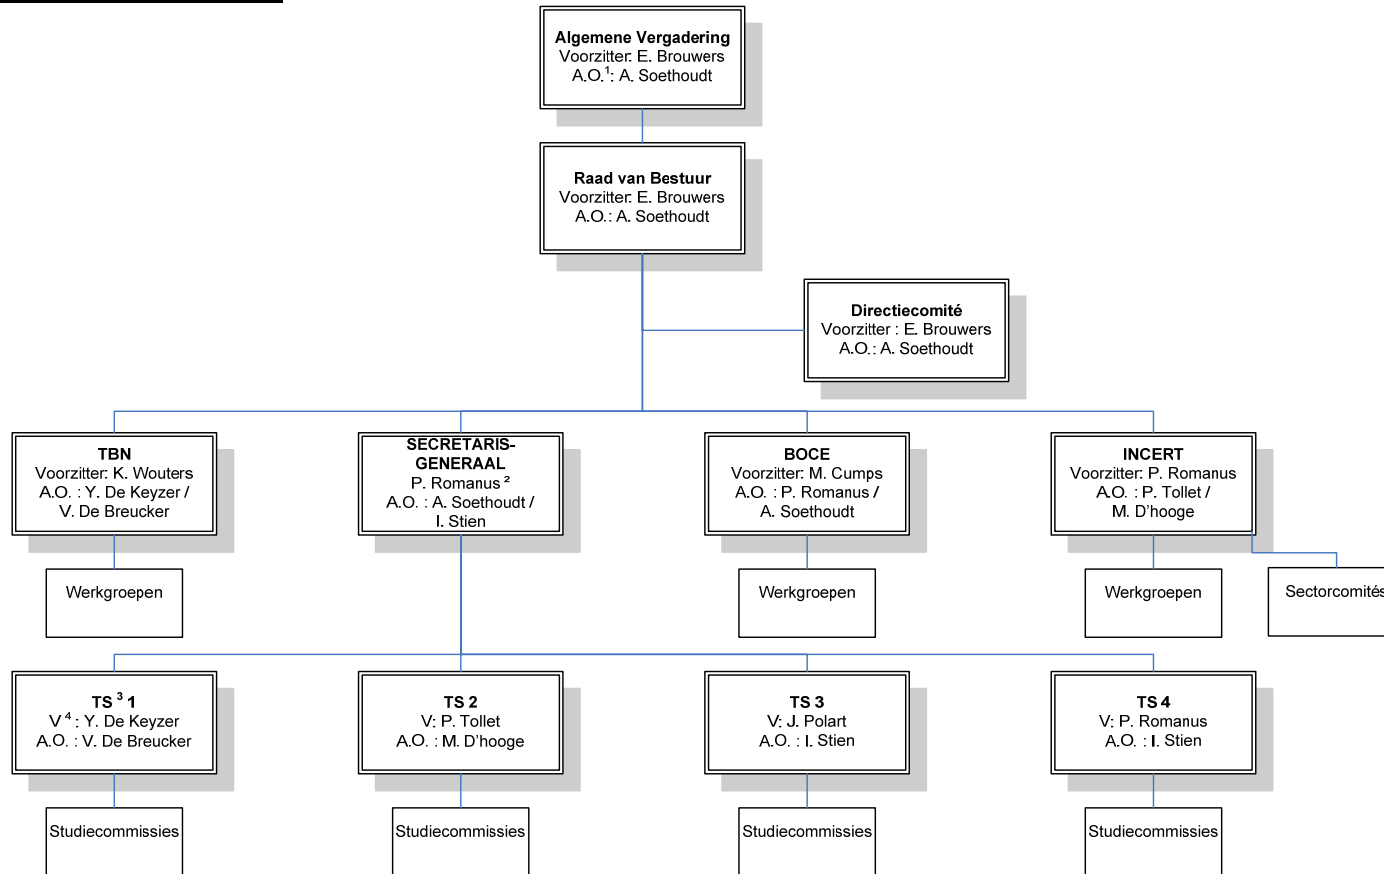 Algemene Vergadering
Voorzitter: E. Brouwers
A.O.¹: A. Soethoudt
Raad van Bestuur
Voorzitter: E. Brouwers
A.O.: A. Soethoudt
Directiecomité
Voorzitter : E. Brouwers
A.O.: A. Soethoudt
TBN
Voorzitter: K. Wouters
A.O. : Y. De Keyzer /
V. De Breucker
SECRETARIS-
GENERAAL
P. Romanus ²
A.O. : A. Soethoudt /
I. Stien
BOCE
Voorzitter: M. Cumps
A.O. : P. Romanus /
A. Soethoudt
INCERT
Voorzitter: P. Romanus
A.O. : P. Tollet /
M. D'hooge
Werkgroepen
Werkgroepen
Werkgroepen
Sectorcomités
TS ³ 1
V ⁴ : Y. De Keyzer
A.O. : V. De Breucker
TS 2
V: P. Tollet
A.O. : M. D'hooge
TS 3
V: J. Polart
A.O. : I. Stien
TS 4
V: P. Romanus
A.O. : I. Stien
Studiecommissies
Studiecommissies
Studiecommissies
Studiecommissies